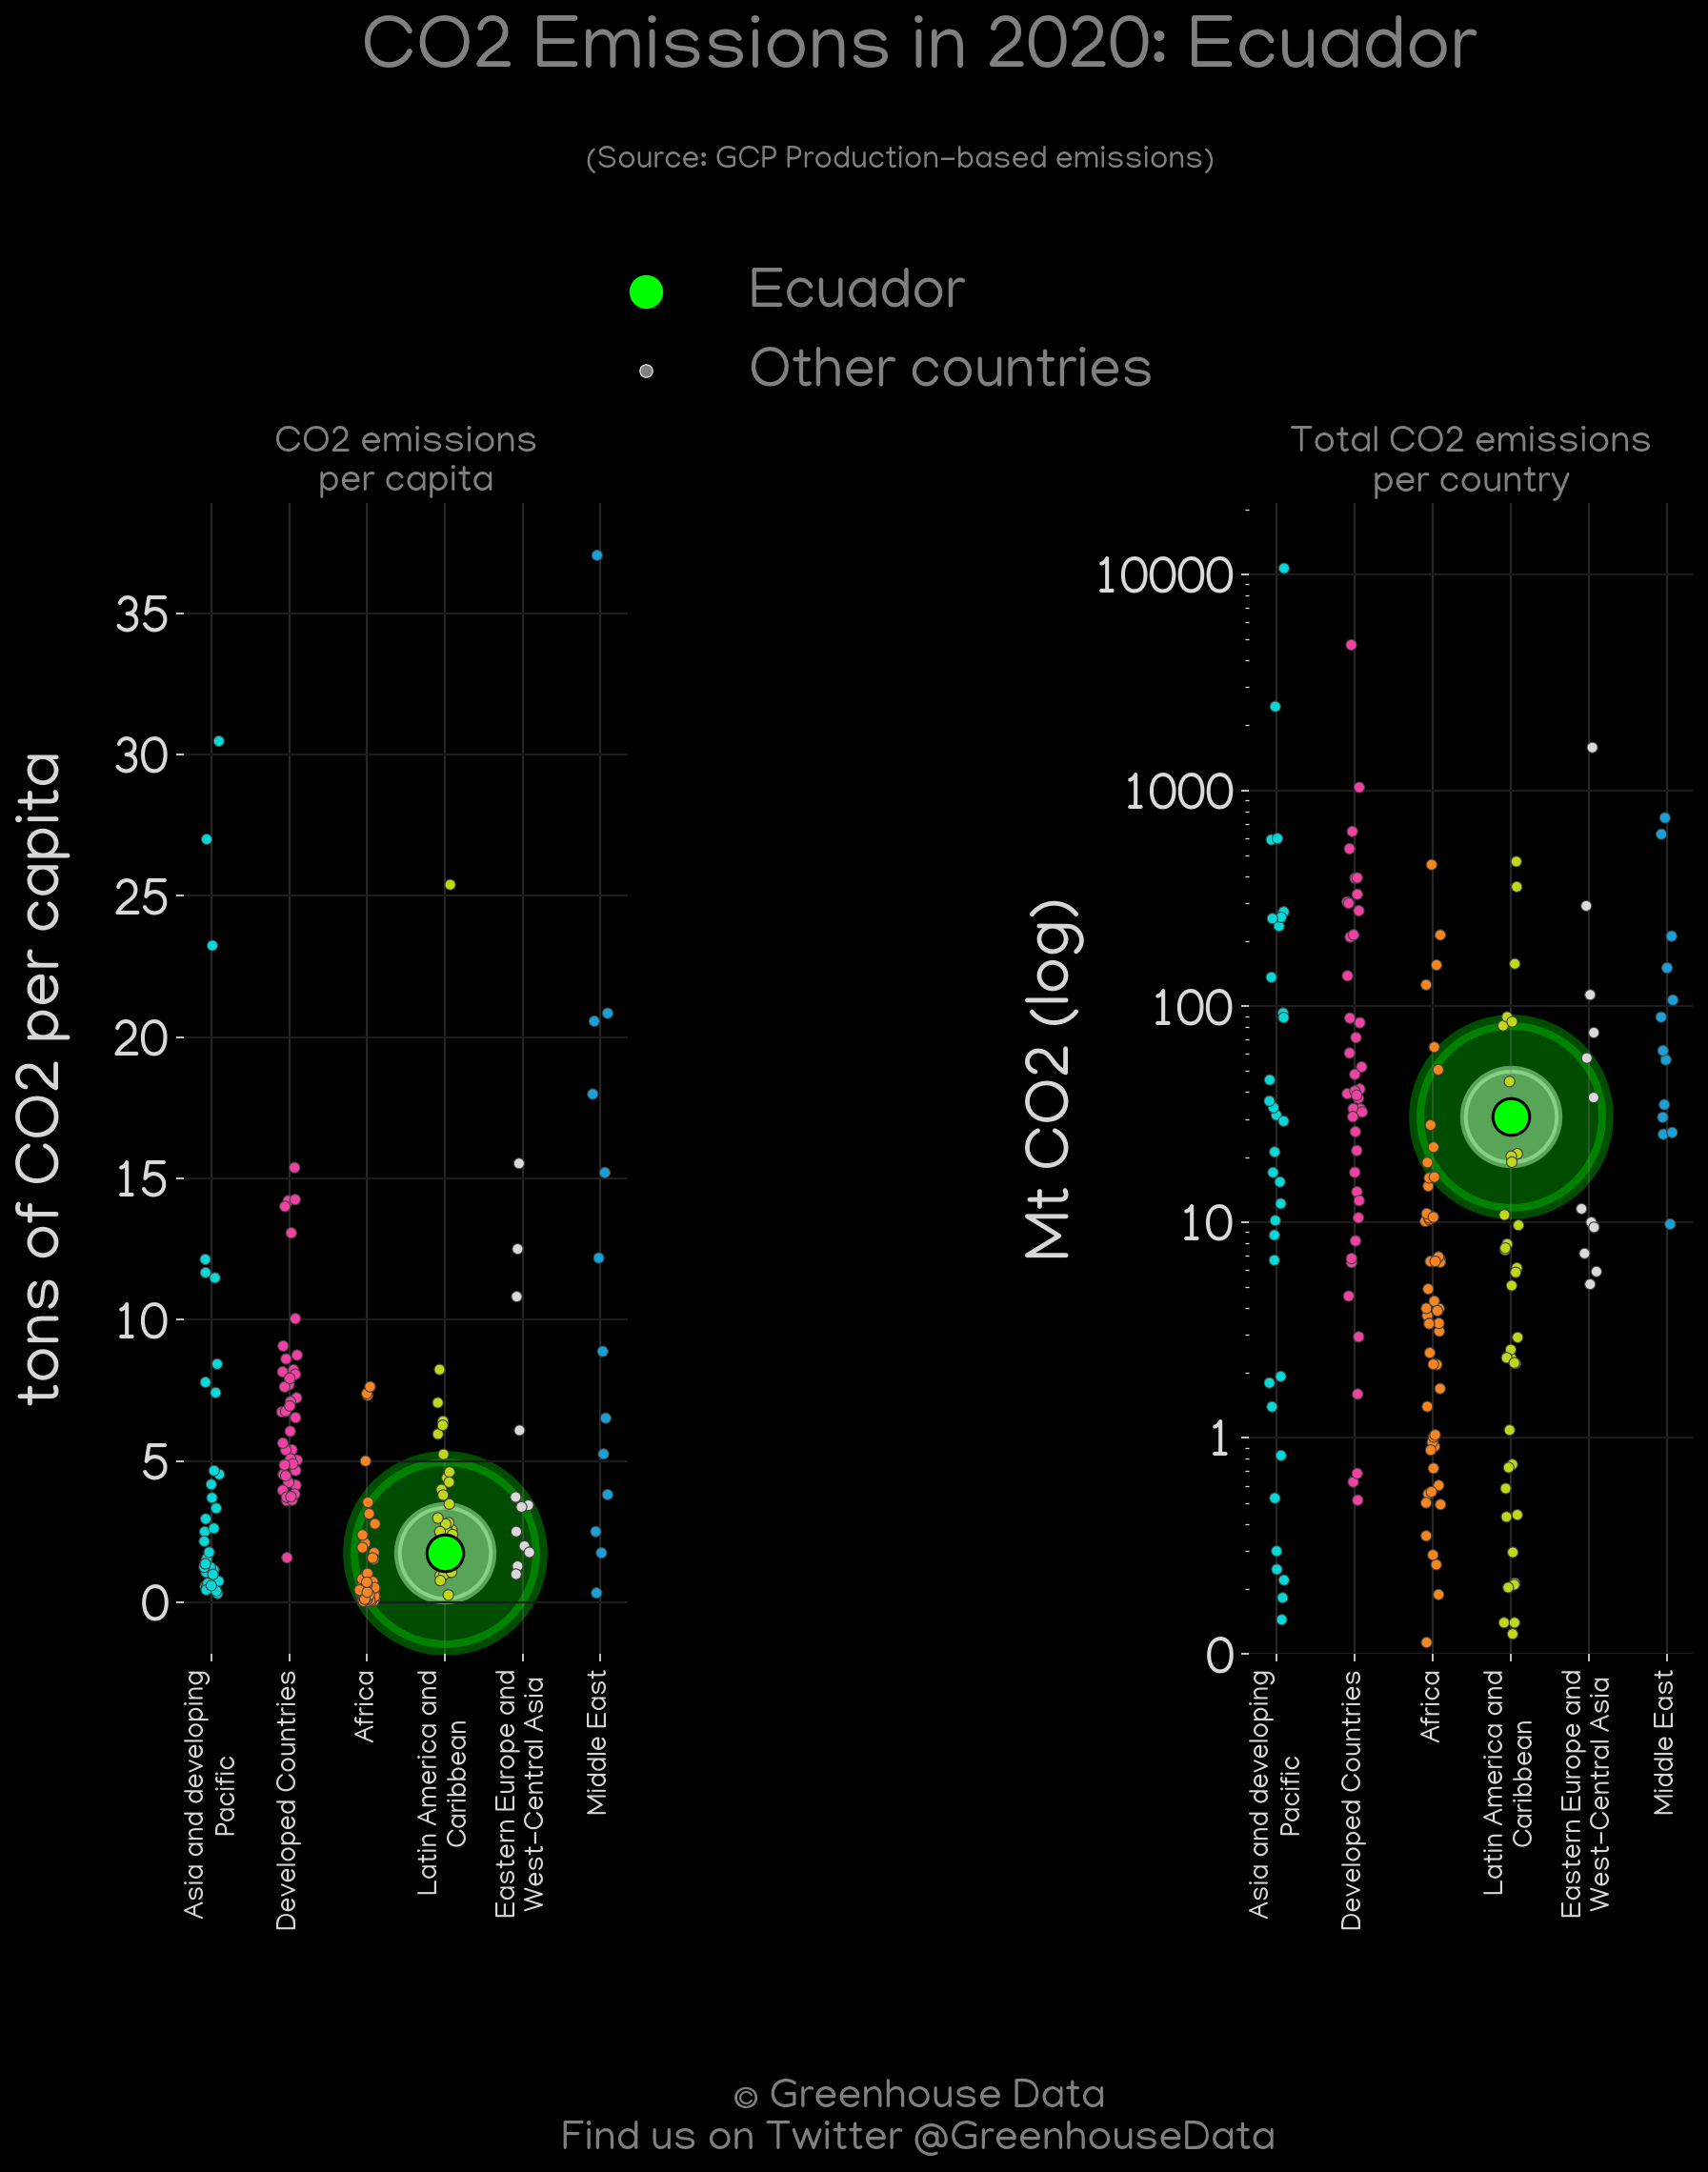 CO2 Emissions in 2020: Ecuador
(Source: GCP Production-based emissions)
Ecuador
Other countries
CO2 emissions
per capita
tons of CO2 per capita
35
30
25
20
15
10
5
0
Asia and developing
Pacific
Developed Countries
Africa
Latin America and
Caribbean
Eastern Europe and
West-Central Asia
Middle East
Total CO2 emissions
per country
Mt CO2 (log)
10000
1000
100
10
1
0
Asia and developing
Pacific
Developed Countries
Africa
Latin America and
Caribbean
Eastern Europe and
West-Central Asia
Middle East
© Greenhouse Data
Find us on Twitter @GreenhouseData